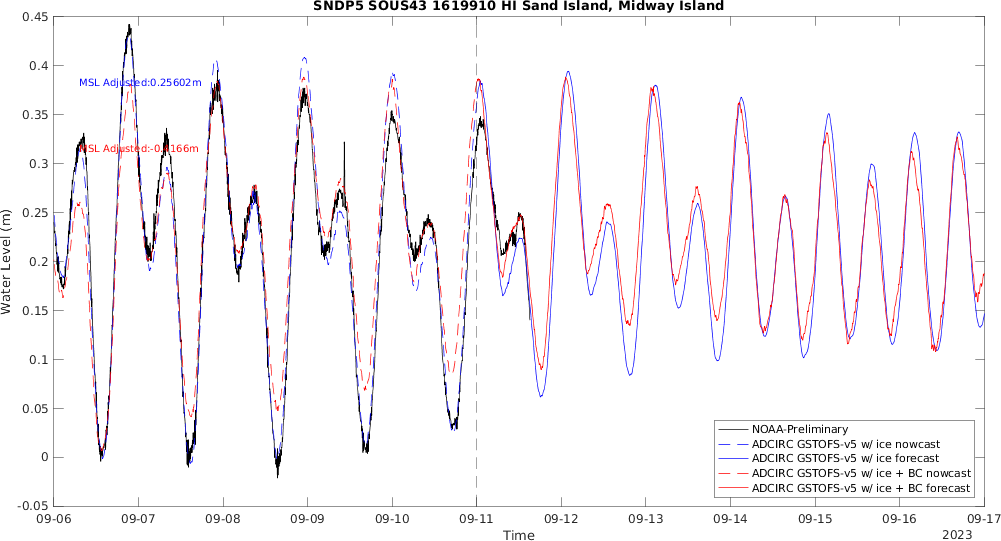 SNDP5 SOUS43 1619910 HI Sand Island, Midway Island
0.45
0.4
0.35
0.3
0.25
0.2
0.15
0.1
0.05
0
-0.05
Water Level (m)
MSL Adjusted:0.25602m
MSL Adjusted:
NOAA-Preliminary
ADCIRC GSTOFS-v5 w/ ice nowcast
ADCIRC GSTOFS-v5 w/ ice forecast
ADCIRC GSTOFS-v5 w/ ice + BC nowcast
ADCIRC GSTOFS-v5 w/ ice + BC forecast
09-06 09-07 09-08 09-09 09-10 09-11 09-12 09-13 09-14 09-15 09-16 09-17
Time
2023